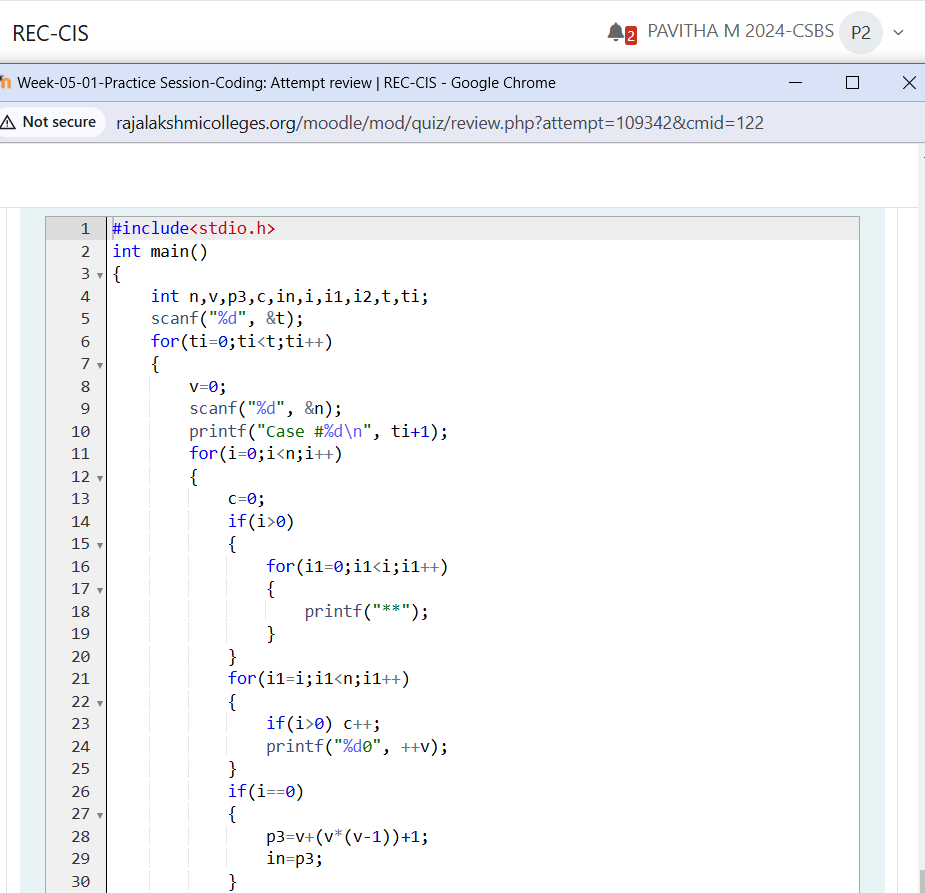 REC-CIS
2 PAVITHA M 2024-CSBS P2
Week-05-01-Practice Session-Coding: Attempt review | REC-CIS - Google Chrome
Not secure rajalakshmicolleges.org/moodle/mod/quiz/review.php?attempt=109342&cmid=122
1 #include<stdio.h>
2 int main()
3 {
4 int n,v,p3,c,in,i,i1,i2,t,ti;
5 scanf("%d", &t);
6 for(ti=0;ti<t;ti++)
7 {
8 v=0;
9 scanf("%d", &n);
10 printf("Case #%d\n", ti+1);
11 for(i=0;i<n;i++)
12 {
13 c=0;
14 if(i>0)
15 {
16 for(i1=0;i1<i;i1++)
17 {
18 printf("**");
19 }
20 }
21 for(i1=i;i1<n;i1++)
22 {
23 if(i>0) c++;
24 printf("%d0", ++v);
25 }
26 if(i==0)
27 {
28 p3=v+(v*(v-1))+1;
29 in=p3;
30 }